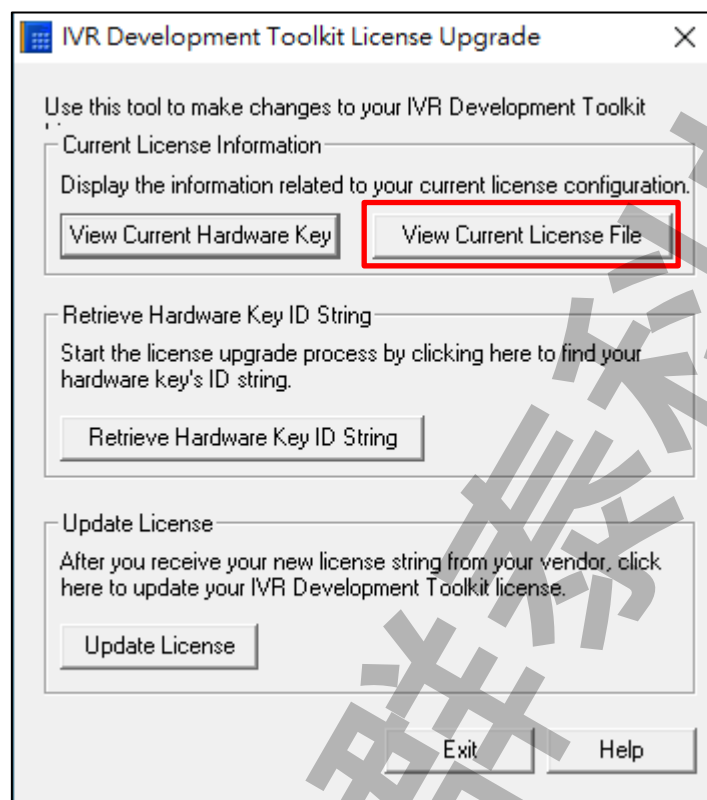 IVR Development Toolkit License Upgrade
Use this tool to make changes to your IVR Development Toolkit
Current License Information
Display the information related to your current license configuration.
View Current Hardware Key View Current License File
Retrieve Hardware Key ID String
Start the license upgrade process by clicking here to find your
hardware key's ID string.
Retrieve Hardware Key ID String
Update License
After you receive your new license string from your vendor, click
here to update your IVR Development Toolkit license.
Update License
Exit Help
群泰科